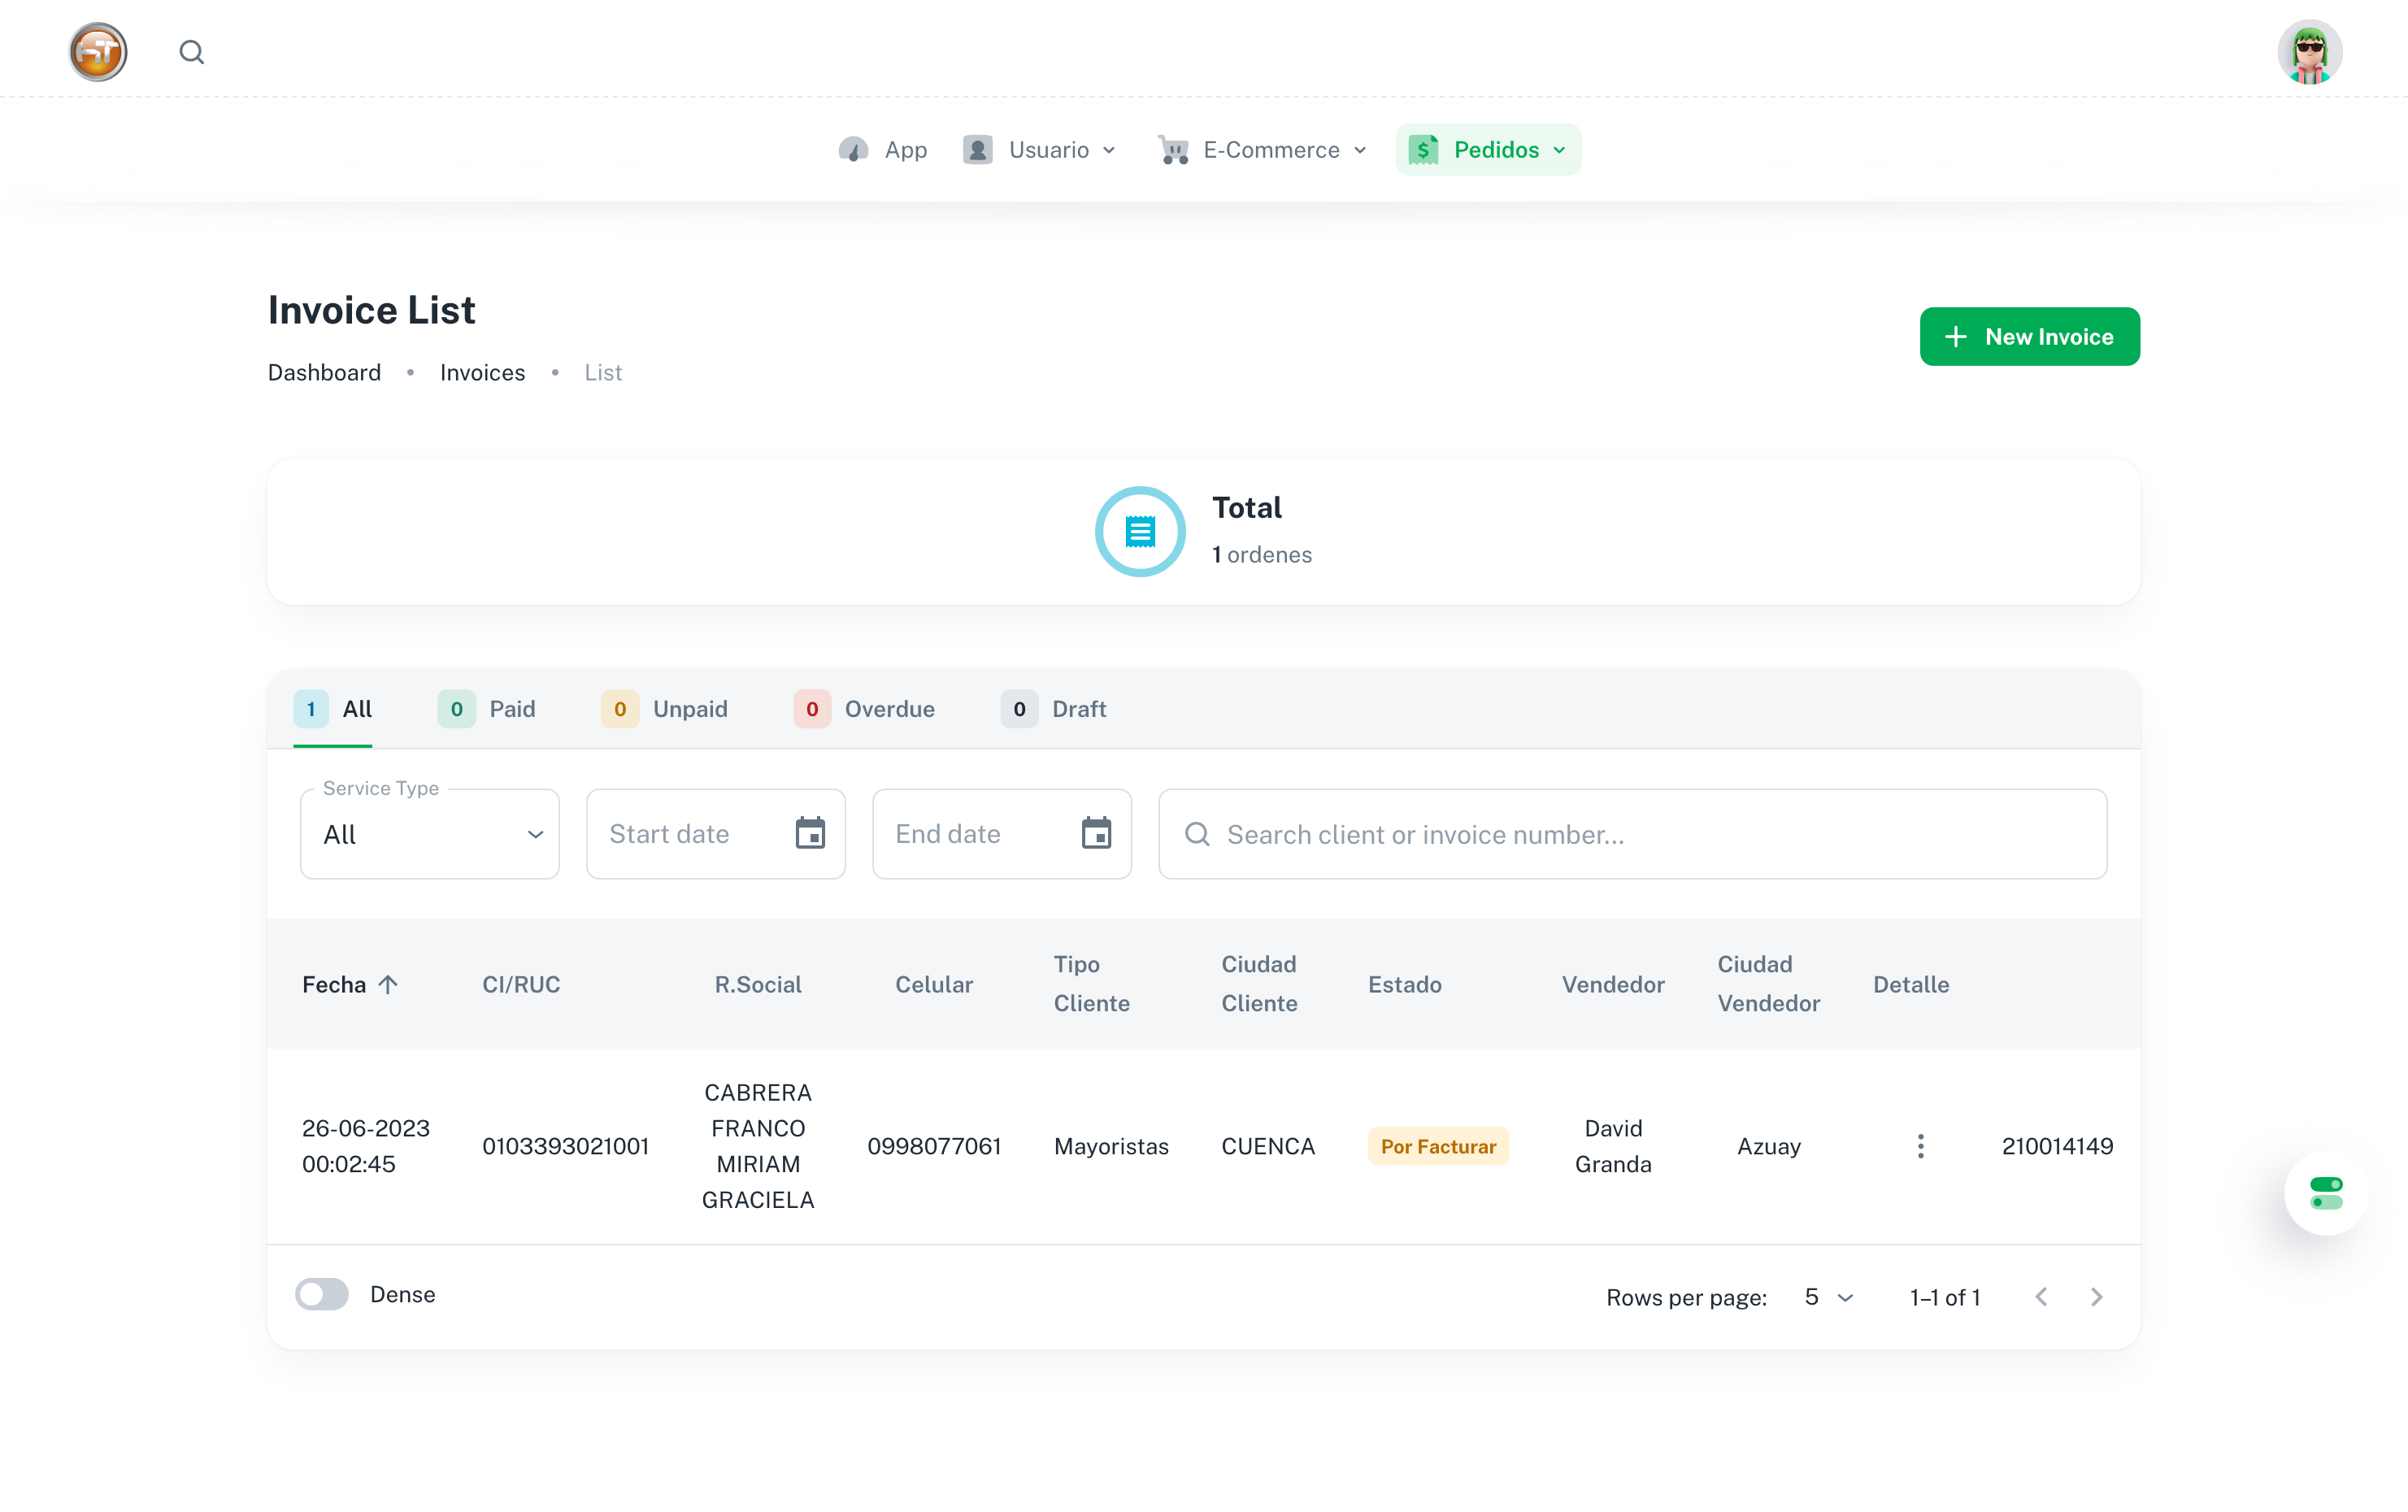 HT
App
Usuario
E-Commerce
$
Pedidos
Invoice List
Dashboard • Invoices • List
New Invoice
Total
1 ordenes
1 All
0 Paid
0 Unpaid
0 Overdue
0 Draft
Service Type
All
Start date
End date
Search client or invoice number...
Fecha
CI/RUC
R.Social
Celular
Tipo
Cliente
Ciudad
Cliente
Estado
Vendedor
Ciudad
Vendedor
Detalle
26-06-2023
00:02:45
0103393021001
CABRERA
FRANCO
MIRIAM
GRACIELA
0998077061
Mayoristas
CUENCA
Por Facturar
David
Granda
Azuay
210014149
Dense
Rows per page:
5
1–1 of 1